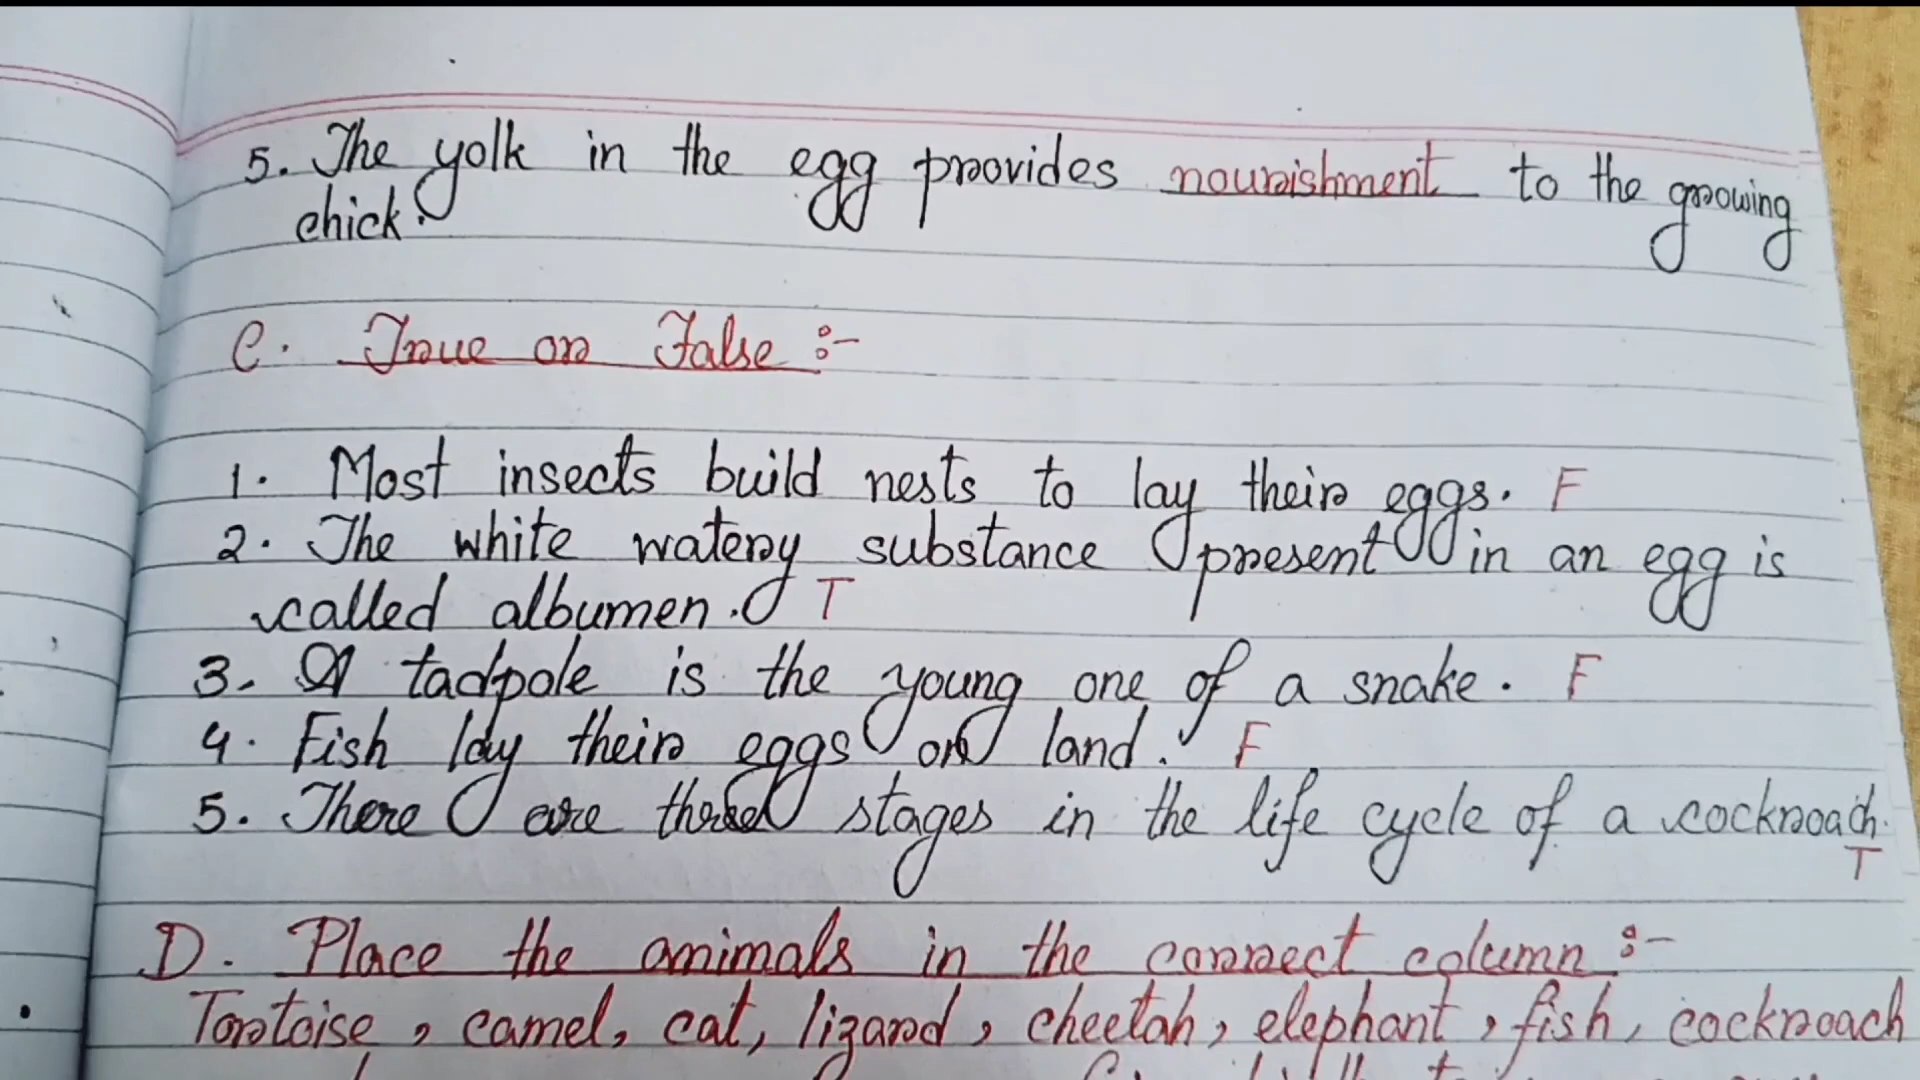 5. The yolk in the egg provides nourishment to the growing
chick.
C. True or False :-
1. Most insects build nests to lay their eggs. F
2. The white watery substance present in an egg is
called albumen. T
3. A tadpole is the young one of a snake. F
4. Fish lay their eggs on land. F
5. There are three stages in the life cycle of a cockroach.
T
D. Place the animals in the correct column :-
Tortoise, camel, cat, lizard, cheetah, elephant, fish, cockroach